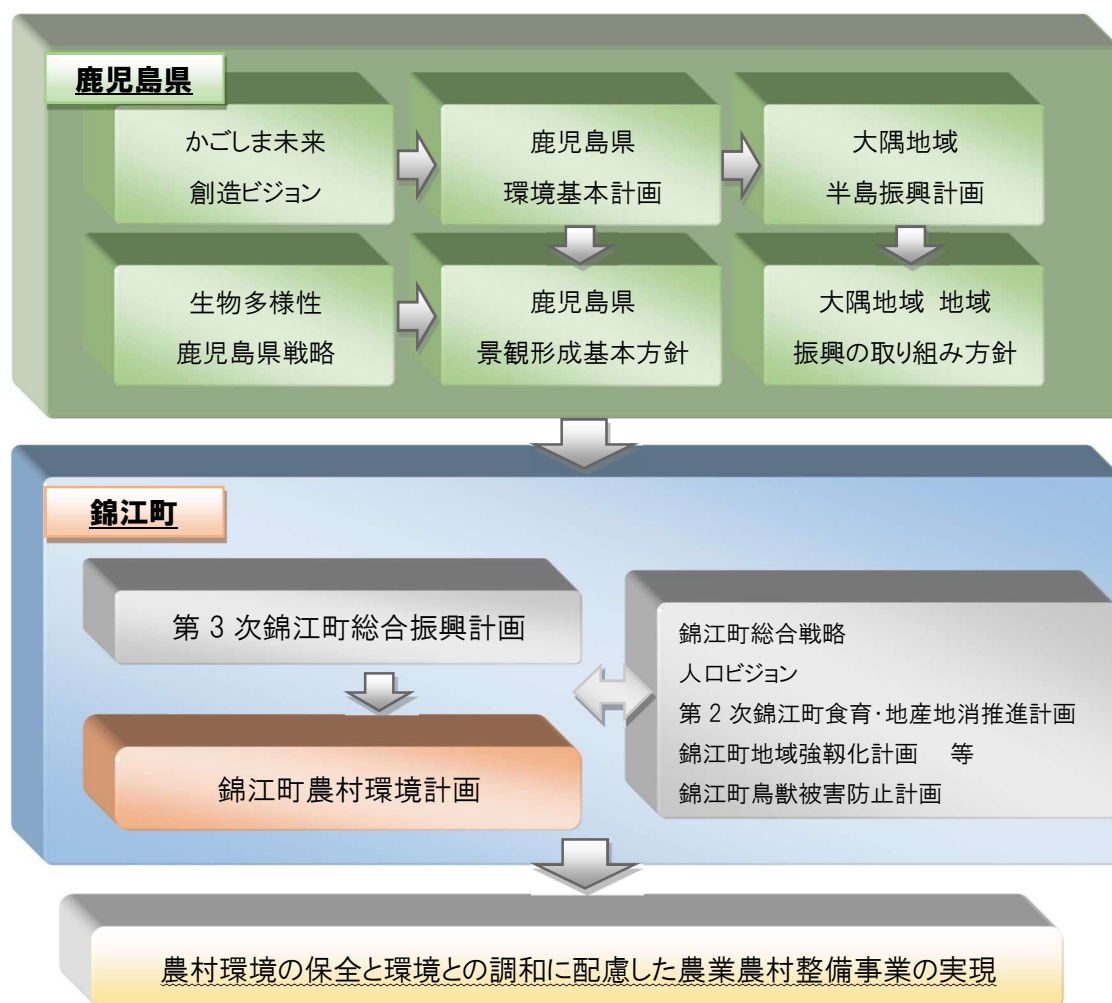 鹿児島県
かごしま未来
創造ビジョン
鹿児島県
環境基本計画
大隅地域
半島振興計画
生物多様性
鹿児島県戦略
鹿児島県
景観形成基本方針
大隅地域 地域
振興の取り組み方針
錦江町
第 3 次錦江町総合振興計画
錦江町農村環境計画
錦江町総合戦略
人口ビジョン
第 2 次錦江町食育・地産地消推進計画
錦江町地域強靱化計画　等
錦江町鳥獣被害防止計画
農村環境の保全と環境との調和に配慮した農業農村整備事業の実現